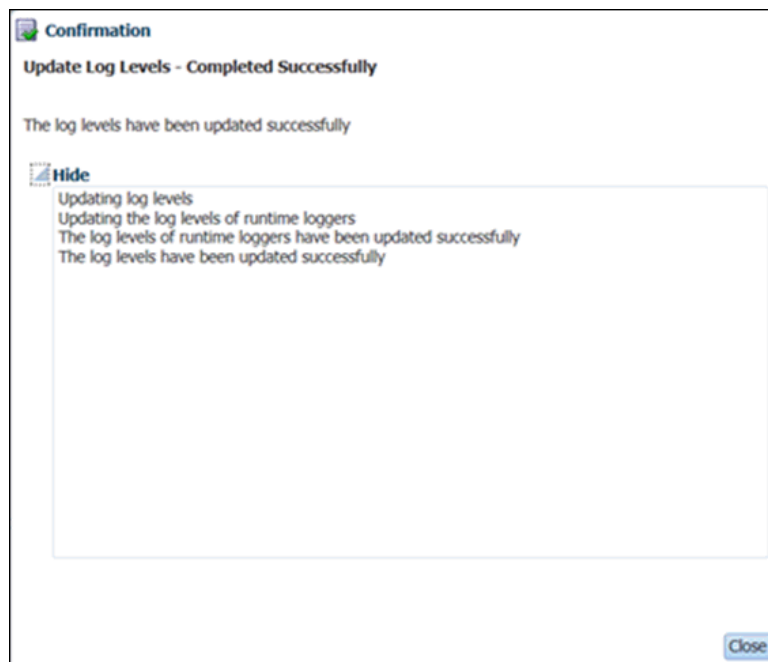 Confirmation
Update Log Levels - Completed Successfully
The log levels have been updated successfully
Hide
Updating log levels
Updating the log levels of runtime loggers
The log levels of runtime loggers have been updated successfully
The log levels have been updated successfully
Close